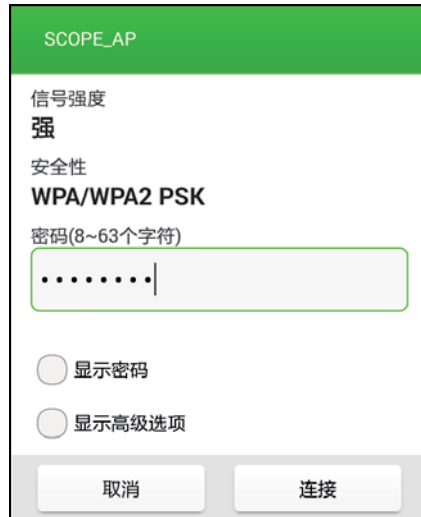 SCOPE_AP
信号强度
强
安全性
WPA/WPA2 PSK
密码(8~63个字符)
••••••••
显示密码
显示高级选项
取消
连接